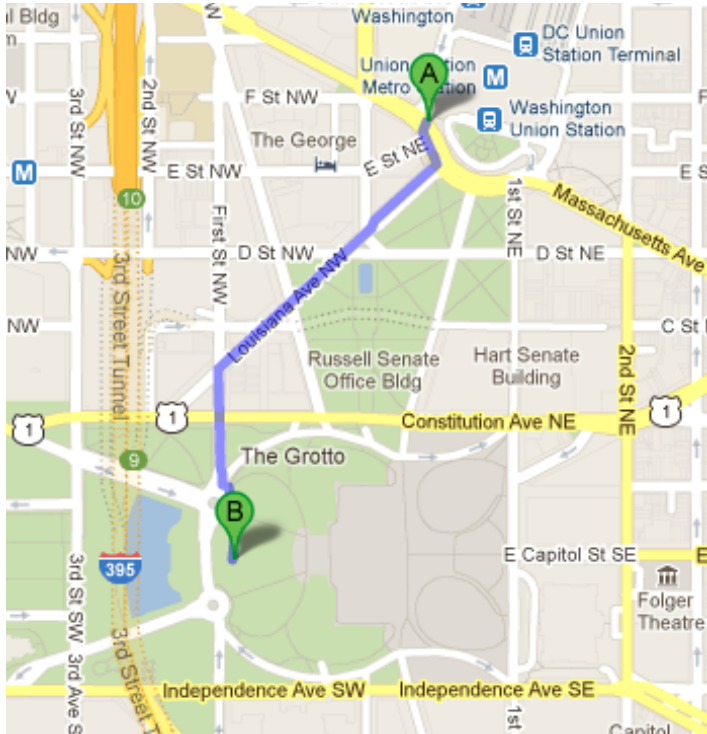 al Bldg
Washington
DC Union
Station Terminal
Union Station
Metro Station
M
A
F St NW
Washington
Union Station
The George
3rd St NW
2nd St NW
M
E St NW
E St NE
10
First St NW
1st St NE
Massachusetts Ave
E S
NW
D St NW
D St NE
3rd Street Tunnel
Louisiana Ave NW
NW
C St N
Russell Senate
Office Bldg
Hart Senate
Building
2nd St NE
1
1
1
Constitution Ave NE
9
The Grotto
B
395
E Capitol St SE
E
Folger
Theatre
3rd St SW
3rd Ave S
3rd Street T
Independence Ave SW
Independence Ave SE
1st
Capitol